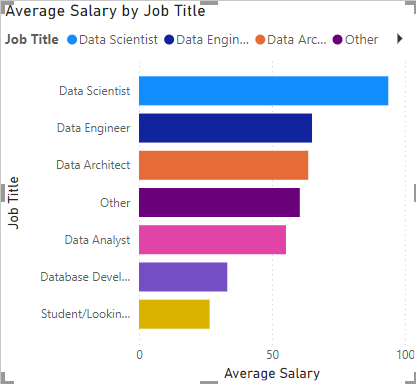 Average Salary by Job Title
Job Title Data Scientist Data Engin... Data Arc... Other
Data Scientist
Data Engineer
Data Architect
Other
Data Analyst
Database Devel...
Student/Lookin...
Job Title
0 50 100
Average Salary